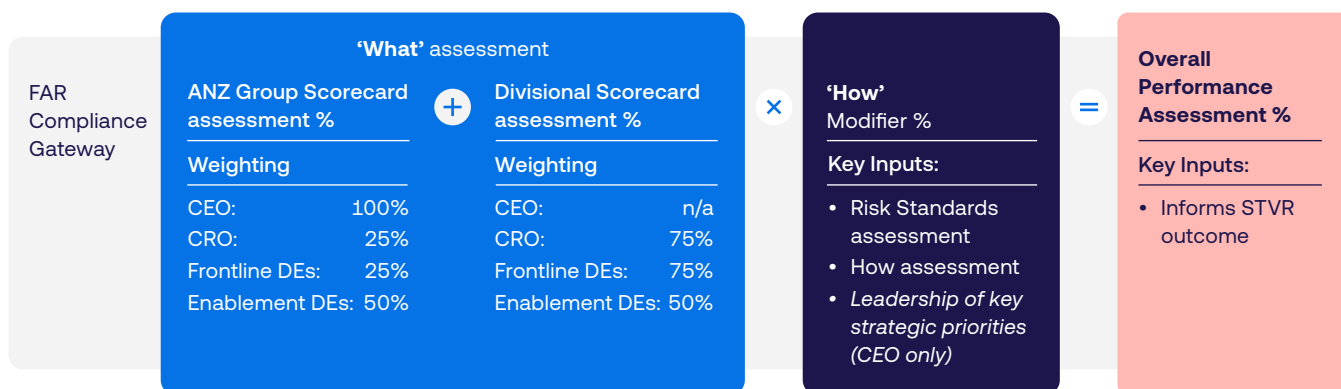 FAR
Compliance
Gateway
‘What’ assessment
ANZ Group Scorecard
assessment %
Weighting
CEO: 100%
CRO: 25%
Frontline DEs: 25%
Enablement DEs: 50%
+
Divisional Scorecard
assessment %
Weighting
CEO: n/a
CRO: 75%
Frontline DEs: 75%
Enablement DEs: 50%
×
‘How’
Modifier %
Key Inputs:
• Risk Standards
assessment
• How assessment
• Leadership of key
strategic priorities
(CEO only)
=
Overall
Performance
Assessment %
Key Inputs:
• Informs STVR
outcome